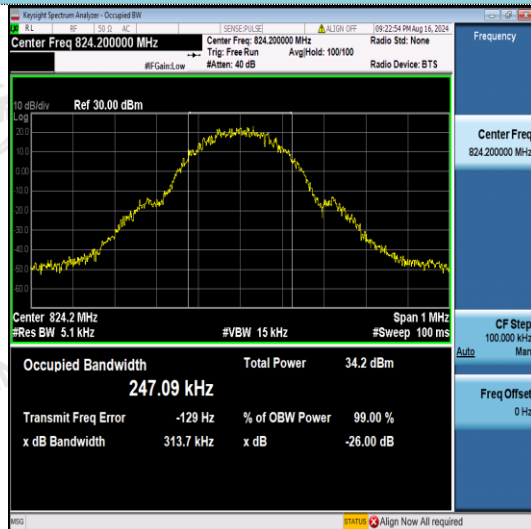 Keysight Spectrum Analyzer - Occupied BW
RL RF 50 Ω AC SENSE:PULSE ALIGN OFF 09:22:54 PM Aug 16, 2024
Center Freq 824.200000 MHz Center Freq: 824.200000 MHz Radio Std: None
Trig: Free Run Avg|Hold: 100/100
#IFGain:Low #Atten: 40 dB Radio Device: BTS
Frequency
10 dB/div Ref 30.00 dBm
Log
20.0
10.0
0.00
-10.0
-20.0
-30.0
-40.0
-50.0
-60.0
Center 824.2 MHz Span 1 MHz
#Res BW 5.1 kHz #VBW 15 kHz #Sweep 100 ms
Occupied Bandwidth Total Power 34.2 dBm
247.09 kHz
Transmit Freq Error -129 Hz % of OBW Power 99.00 %
x dB Bandwidth 313.7 kHz x dB -26.00 dB
Center Freq
824.200000 MHz
CF Step
100.000 kHz
Auto Man
Freq Offset
0 Hz
MSG STATUS Align Now All required